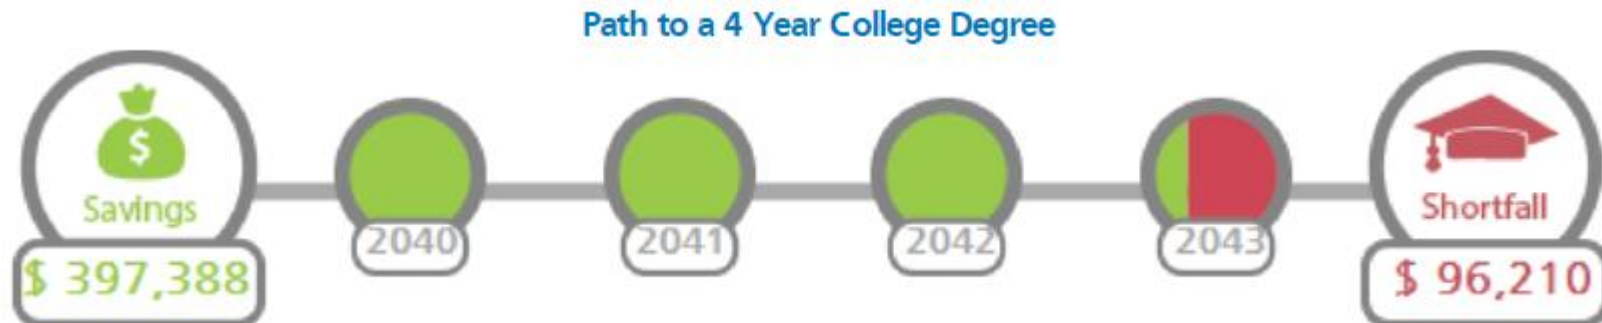 Path to a 4 Year College Degree
$
Savings
$ 397,388
2040
2041
2042
2043
Shortfall
$ 96,210